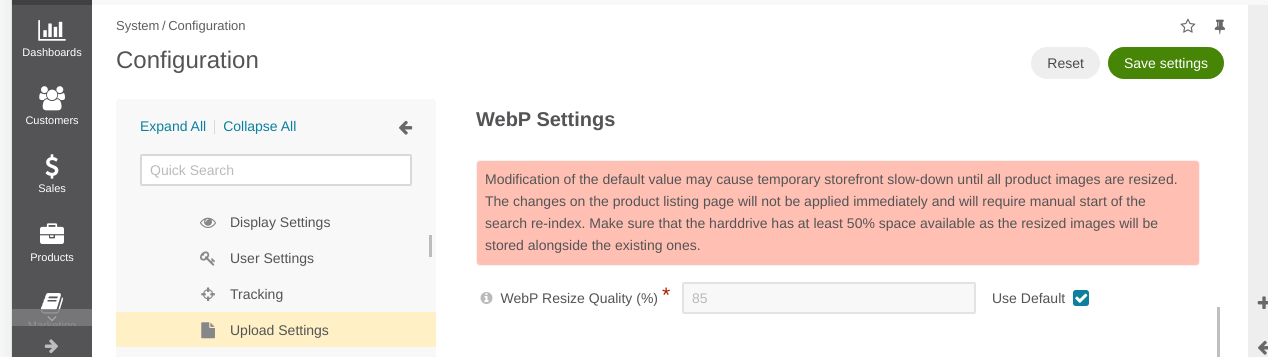 Dashboards
Customers
Sales
Products
Marketing
System / Configuration
Configuration
Reset
Save settings
Expand All
Collapse All
Quick Search
Display Settings
User Settings
Tracking
Upload Settings
WebP Settings
Modification of the default value may cause temporary storefront slow-down until all product images are resized.
The changes on the product listing page will not be applied immediately and will require manual start of the
search re-index. Make sure that the harddrive has at least 50% space available as the resized images will be
stored alongside the existing ones.
WebP Resize Quality (%) *
85
Use Default